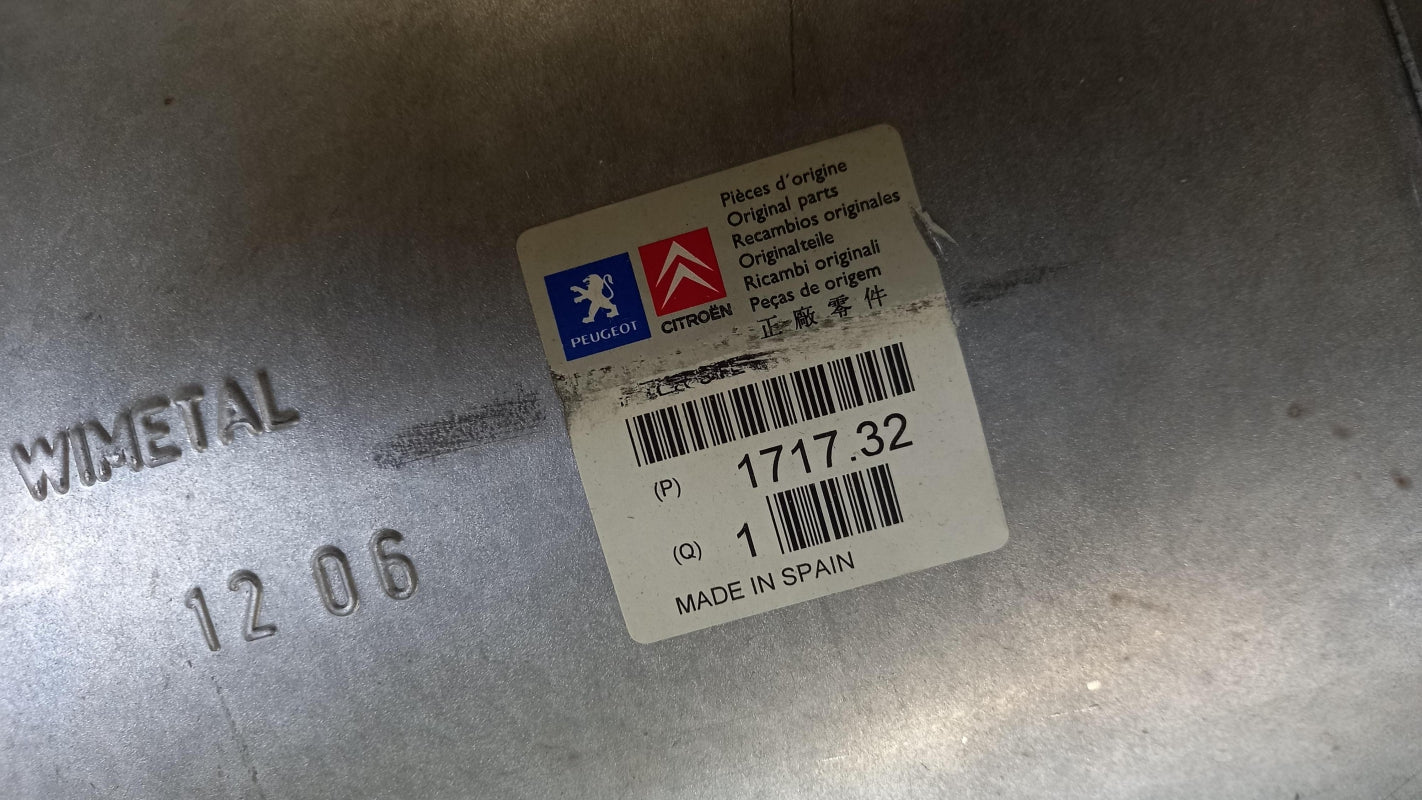 Pièces d'origine
Original parts
Recambios originales
Originalteile
Ricambi originali
Peças de origem
正廠零件
PEUGEOT
CITROËN
(P) 1717.32
(Q) 1
MADE IN SPAIN
WIMETAL
12 06